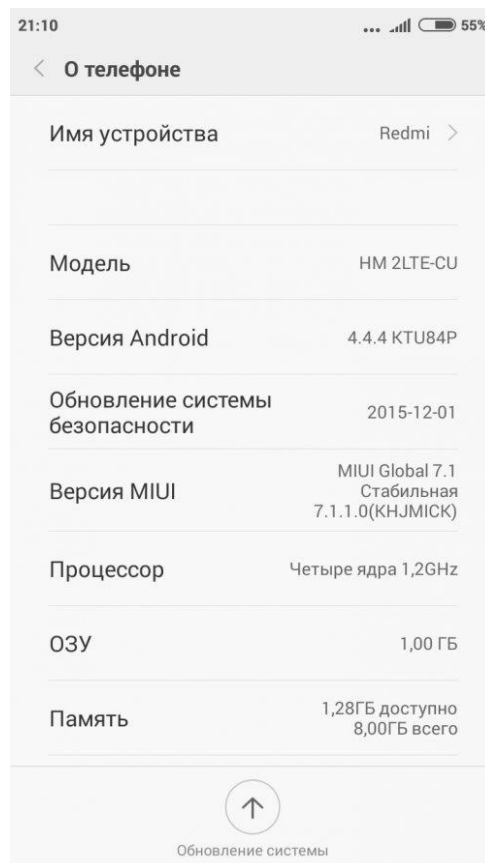 21:10 ... 55%
О телефоне
Имя устройства Redmi
Модель HM 2LTE-CU
Версия Android 4.4.4 KTU84P
Обновление системы
безопасности 2015-12-01
MIUI Global 7.1
Версия MIUI Стабильная
7.1.1.0(KHJMICK)
Процессор Четыре ядра 1,2GHz
ОЗУ 1,00 ГБ
1,28ГБ доступно
Память 8,00ГБ всего
Обновление системы